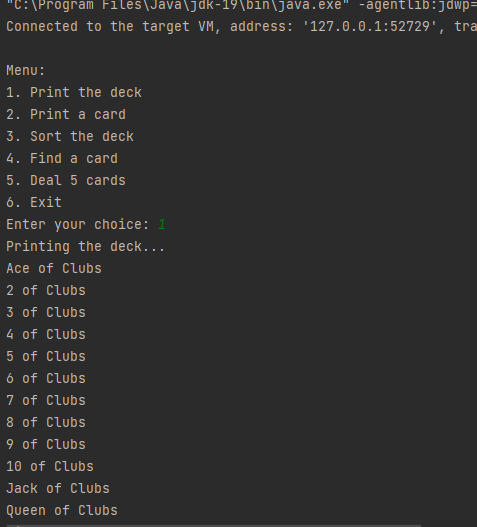 "C:\Program Files\Java\jdk-19\bin\java.exe" -agentlib:jdwp=
Connected to the target VM, address: '127.0.0.1:52729', tra
Menu:
1. Print the deck
2. Print a card
3. Sort the deck
4. Find a card
5. Deal 5 cards
6. Exit
Enter your choice: 1
Printing the deck...
Ace of Clubs
2 of Clubs
3 of Clubs
4 of Clubs
5 of Clubs
6 of Clubs
7 of Clubs
8 of Clubs
9 of Clubs
10 of Clubs
Jack of Clubs
Queen of Clubs